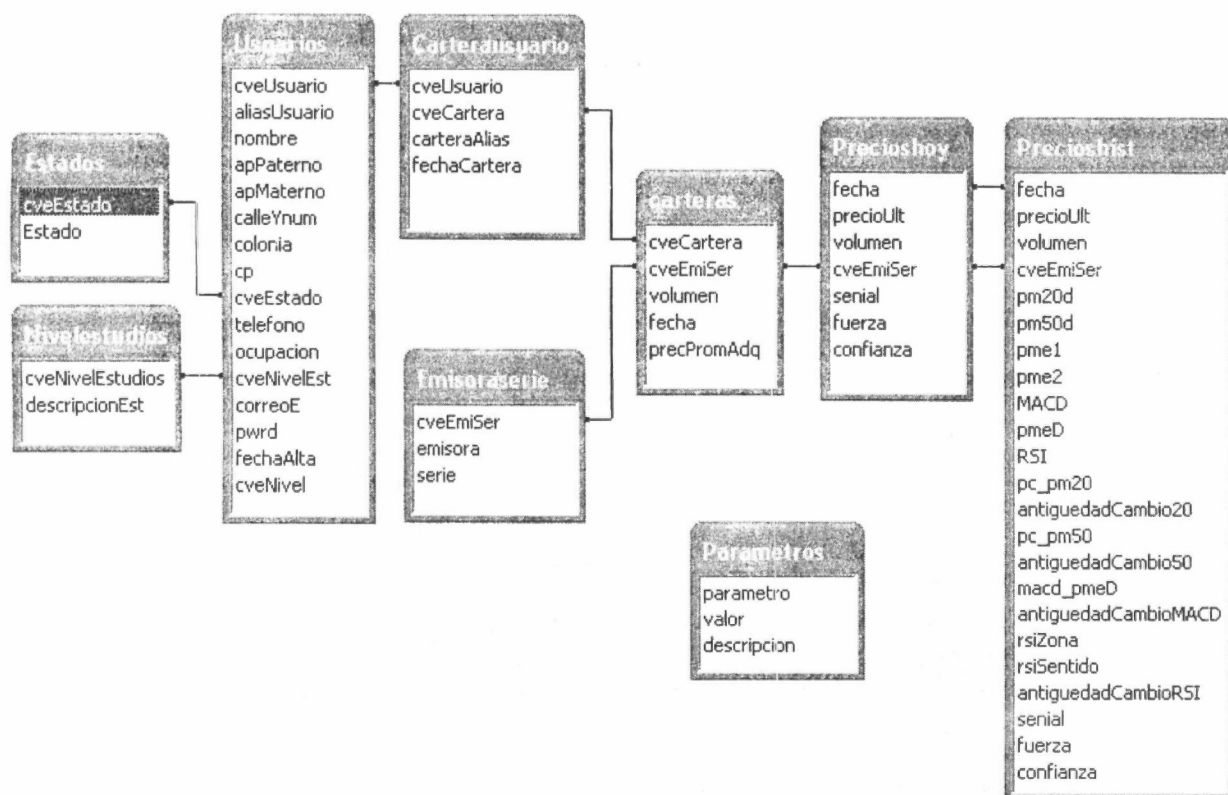 Estados
cveEstado
Estado
Nivelestudios
cveNivelEstudios
descripcionEst
Usuarios
cveUsuario
aliasUsuario
nombre
apPaterno
apMaterno
calleYnum
colonia
cp
cveEstado
telefono
ocupacion
cveNivelEst
correoE
pwrd
fechaAlta
cveNivel
Carterausuario
cveUsuario
cveCartera
carteraAlias
fechaCartera
Emisoraserie
cveEmiSer
emisora
serie
carteras
cveCartera
cveEmiSer
volumen
fecha
precPromAdq
Parametros
parametro
valor
descripcion
Precioshoy
fecha
precioUlt
volumen
cveEmiSer
senial
fuerza
confianza
Precioshist
fecha
precioUlt
volumen
cveEmiSer
pm20d
pm50d
pme1
pme2
MACD
pmeD
RSI
pc_pm20
antiguedadCambio20
pc_pm50
antiguedadCambio50
macd_pmeD
antiguedadCambioMACD
rsiZona
rsiSentido
antiguedadCambioRSI
senial
fuerza
confianza